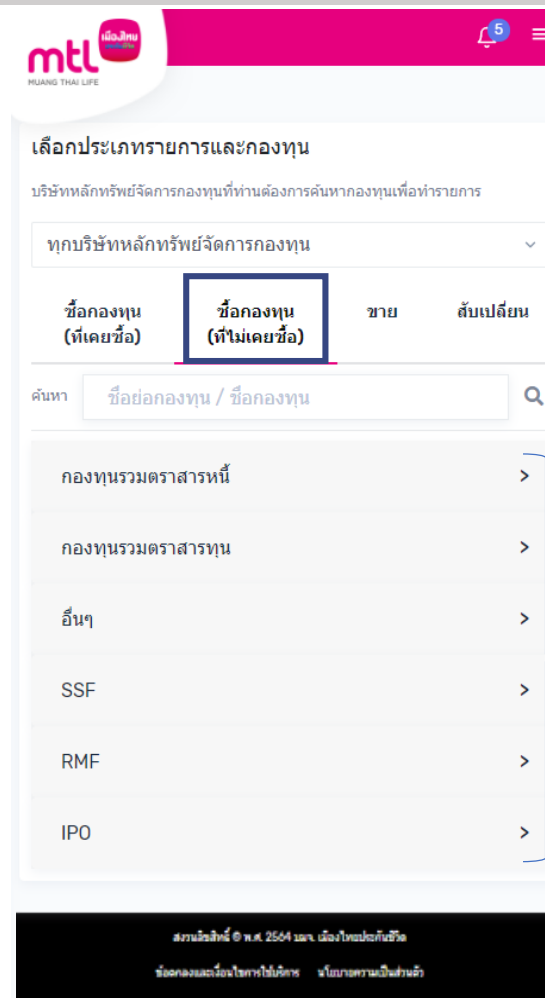 เมืองไทย
mtl
MUANG THAI LIFE
5
เลือกประเภทรายการและกองทุน
บริษัทหลักทรัพย์จัดการกองทุนที่ท่านต้องการค้นหากองทุนเพื่อทำรายการ
ทุกบริษัทหลักทรัพย์จัดการกองทุน
ซื้อกองทุน ซื้อกองทุน ขาย สับเปลี่ยน
(ที่เคยซื้อ) (ที่ไม่เคยซื้อ)
ค้นหา ชื่อย่อกองทุน / ชื่อกองทุน
กองทุนรวมตราสารหนี้ >
กองทุนรวมตราสารทุน >
อื่นๆ >
SSF >
RMF >
IPO >
สงวนลิขสิทธิ์ © พ.ศ. 2564 บมจ. เมืองไทยประกันชีวิต
ข้อตกลงและเงื่อนไขการใช้บริการ นโยบายความเป็นส่วนตัว